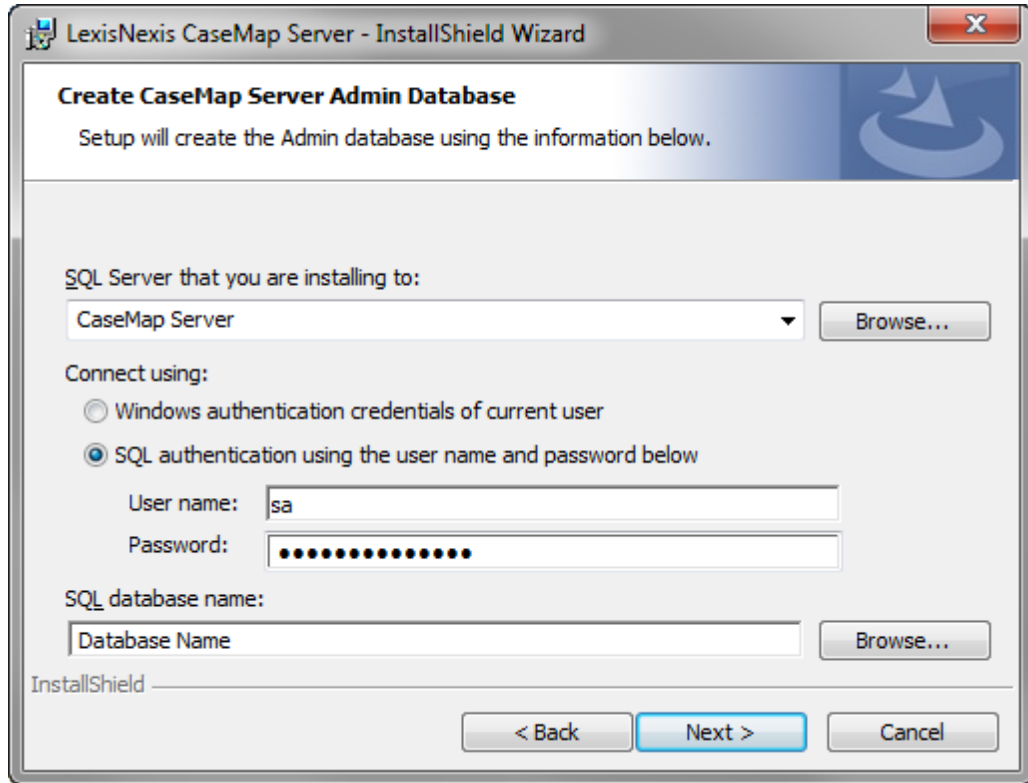 LexisNexis CaseMap Server - InstallShield Wizard
Create CaseMap Server Admin Database
Setup will create the Admin database using the information below.
SQL Server that you are installing to:
CaseMap Server
Browse...
Connect using:
Windows authentication credentials of current user
SQL authentication using the user name and password below
User name: sa
Password: ••••••••••••••
SQL database name:
Database Name
Browse...
InstallShield
< Back Next > Cancel